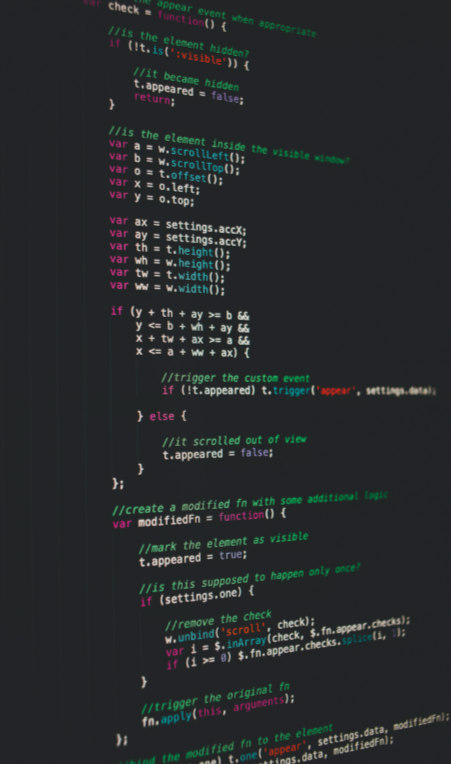 the appear event when appropriate
var check = function() {
//is the element hidden?
if (!t.is(':visible')) {
//it became hidden
t.appeared = false;
return;
}
//is the element inside the visible window?
var a = w.scrollLeft();
var b = w.scrollTop();
var o = t.offset();
var x = o.left;
var y = o.top;
var ax = settings.accX;
var ay = settings.accY;
var th = t.height();
var wh = w.height();
var tw = t.width();
var ww = w.width();
if (y + th + ay >= b &&
y <= b + wh + ay &&
x + tw + ax >= a &&
x <= a + ww + ax) {
//trigger the custom event
if (!t.appeared) t.trigger('appear', settings.data);
} else {
//it scrolled out of view
t.appeared = false;
}
};
//create a modified fn with some additional logic
var modifiedFn = function() {
//mark the element as visible
t.appeared = true;
//is this supposed to happen only once?
if (settings.one) {
//remove the check
w.unbind('scroll', check);
var i = $.inArray(check, $.fn.appear.checks);
if (i >= 0) $.fn.appear.checks.splice(i, 1);
}
//trigger the original fn
fn.apply(this, arguments);
};
//bind the modified fn to the element
one) t.one('appear', settings.data, modifiedFn);
settings.data, modifiedFn);